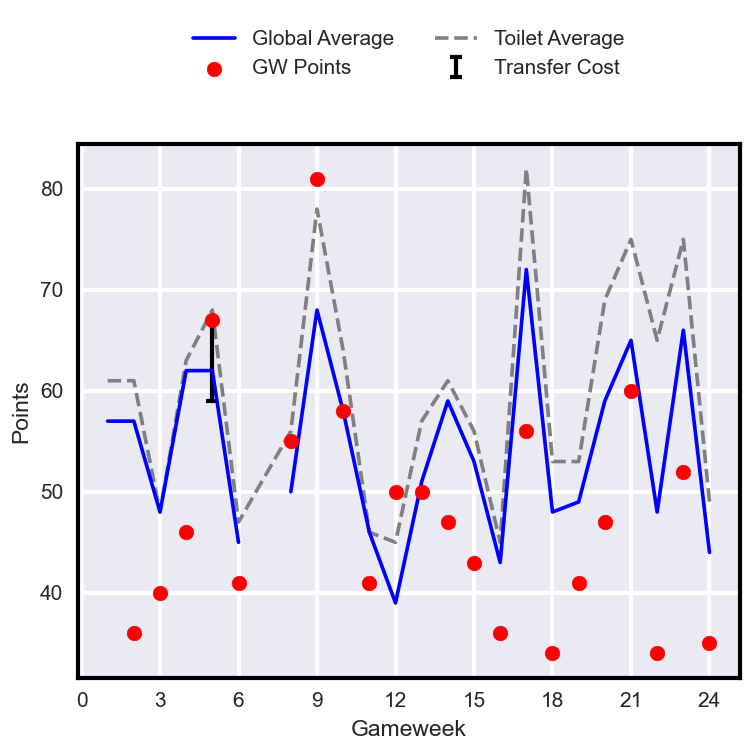 Global Average
Toilet Average
GW Points
Transfer Cost
80
70
60
50
40
Points
0 3 6 9 12 15 18 21 24
Gameweek